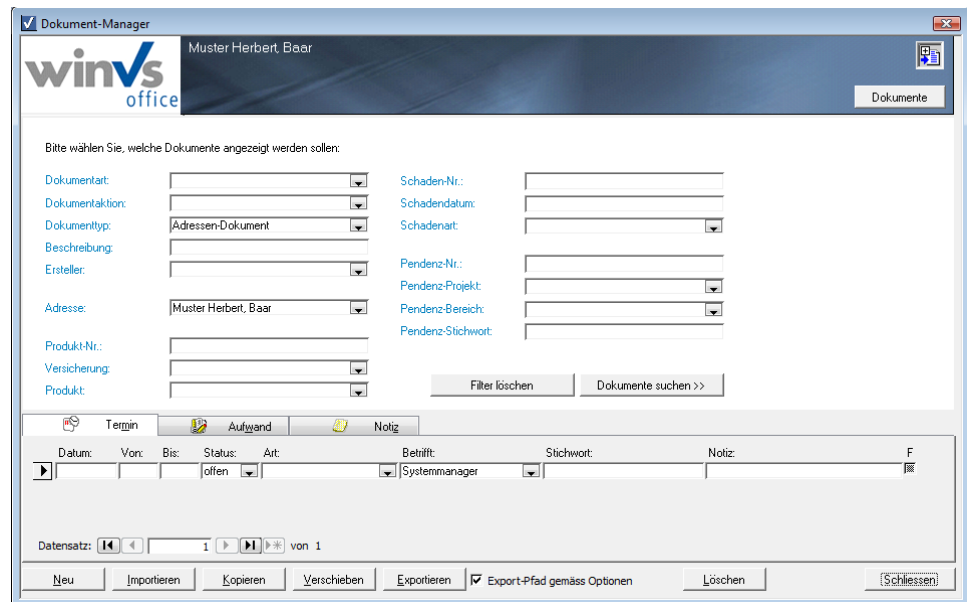 Dokument-Manager
Muster Herbert, Baar
winVS
office
Dokumente
Bitte wählen Sie, welche Dokumente angezeigt werden sollen:
Dokumentart:
Dokumentaktion:
Dokumenttyp: Adressen-Dokument
Beschreibung:
Ersteller:
Adresse: Muster Herbert, Baar
Produkt-Nr.:
Versicherung:
Produkt:
Schaden-Nr.:
Schadendatum:
Schadenart:
Pendenz-Nr.:
Pendenz-Projekt:
Pendenz-Bereich:
Pendenz-Stichwort:
Filter löschen Dokumente suchen >>
Termin Aufwand Notiz
Datum: Von: Bis: Status: Art: Betrifft: Stichwort: Notiz: F
offen Systemmanager
Datensatz: 1 von 1
Neu Importieren Kopieren Verschieben Exportieren Export-Pfad gemäss Optionen Löschen Schliessen